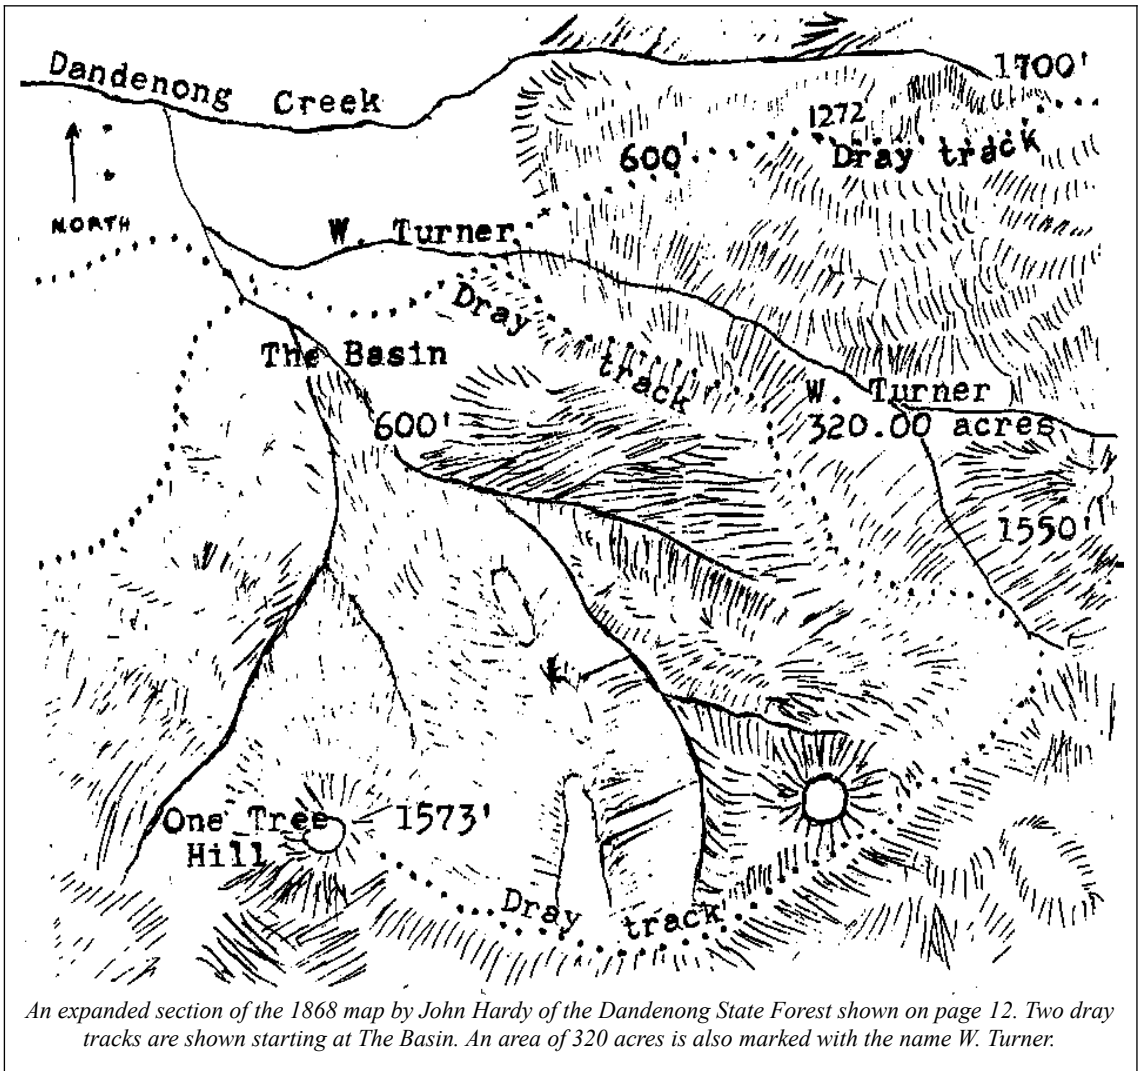 1700'
Dandenong Creek
1272
600'
Dray track
NORTH
W. Turner
Dray
track
The Basin
W. Turner
320.00 acres
600'
1550'
One Tree
Hill
1573'
Dray track
An expanded section of the 1868 map by John Hardy of the Dandenong State Forest shown on page 12. Two dray
tracks are shown starting at The Basin. An area of 320 acres is also marked with the name W. Turner.